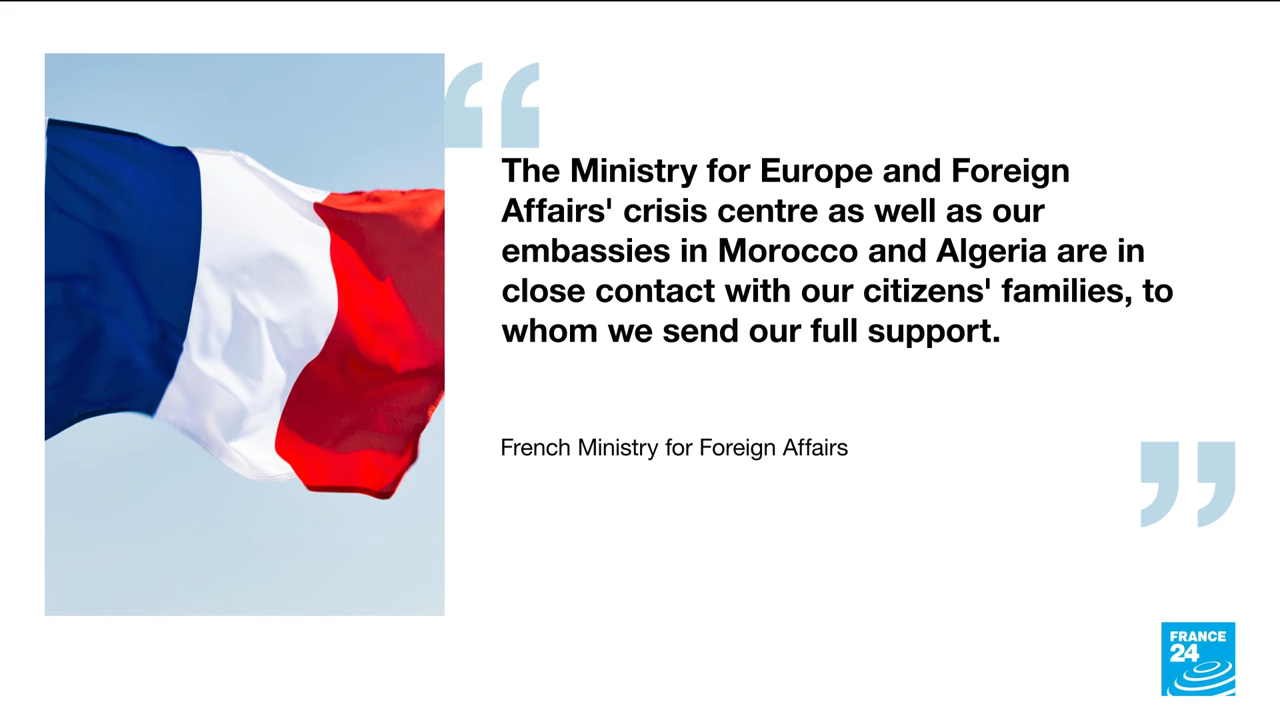 The Ministry for Europe and Foreign
Affairs' crisis centre as well as our
embassies in Morocco and Algeria are in
close contact with our citizens' families, to
whom we send our full support.
French Ministry for Foreign Affairs
FRANCE
24